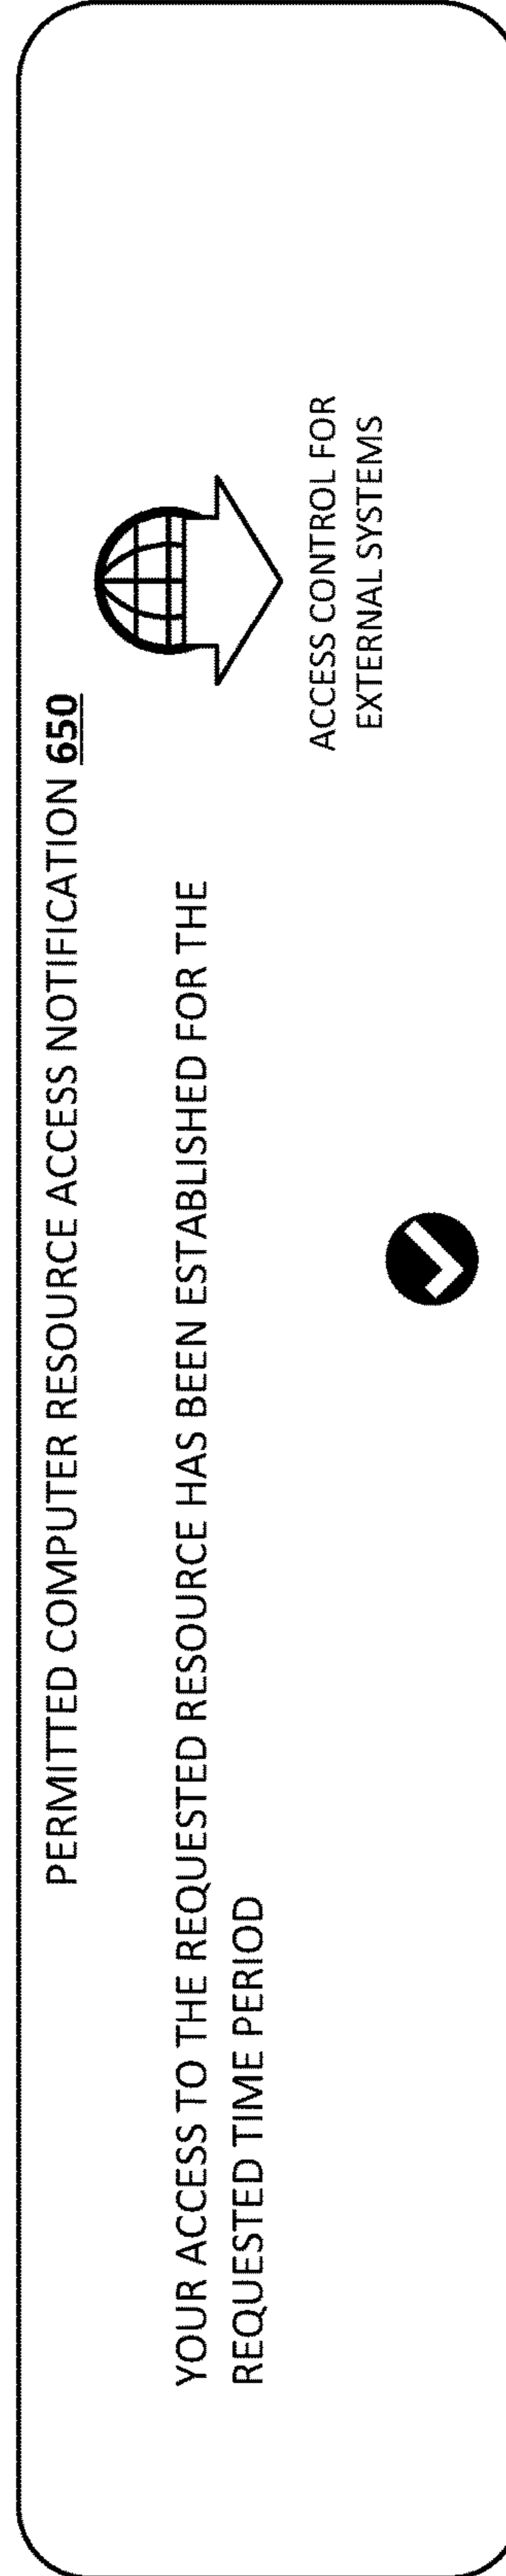 PERMITTED COMPUTER RESOURCE ACCESS NOTIFICATION 650
YOUR ACCESS TO THE REQUESTED RESOURCE HAS BEEN ESTABLISHED FOR THE
REQUESTED TIME PERIOD
ACCESS CONTROL FOR
EXTERNAL SYSTEMS